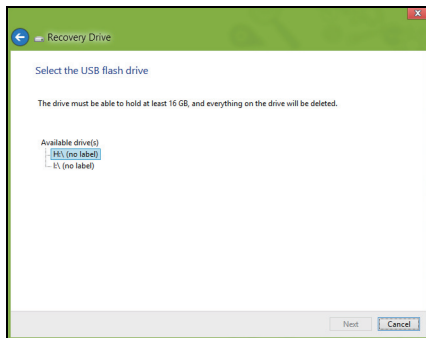 Recovery Drive
Select the USB flash drive
The drive must be able to hold at least 16 GB, and everything on the drive will be deleted.
Available drive(s)
H:\ (no label)
I:\ (no label)
Next
Cancel